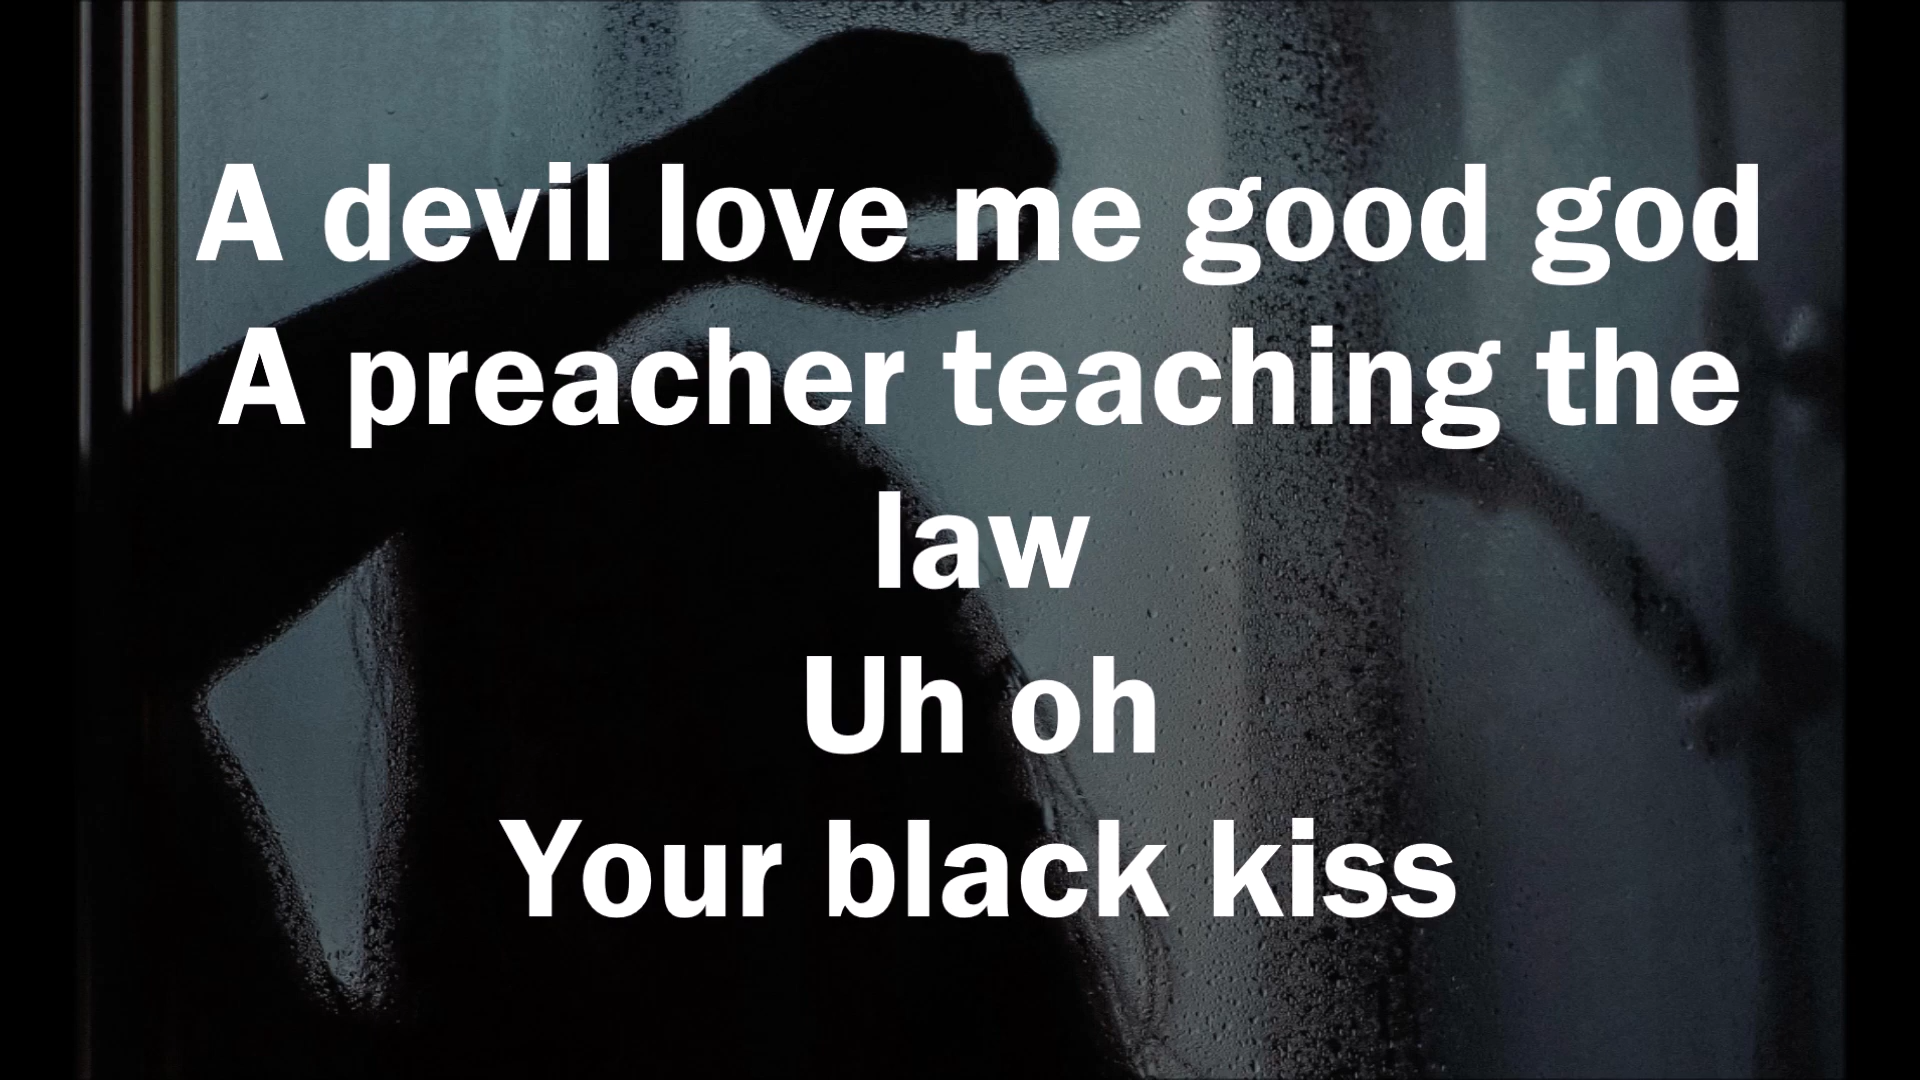 A devil love me good god
A preacher teaching the
law
Uh oh
Your black kiss